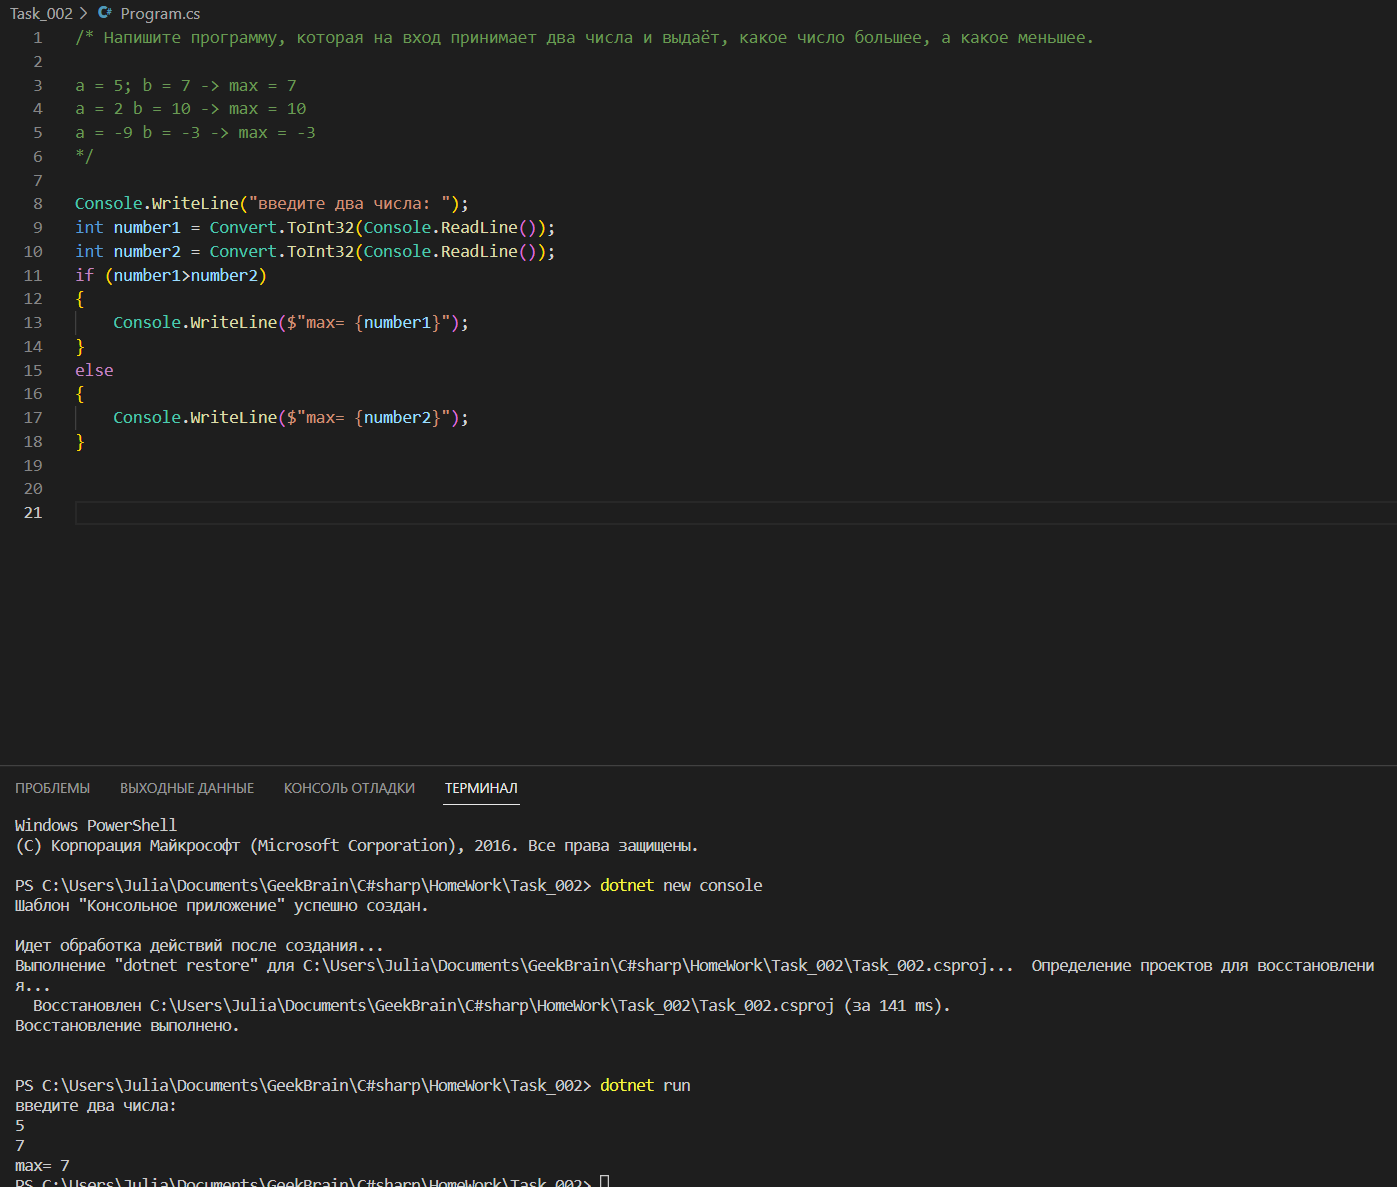 Task_002 > C# Program.cs
1 /* Напишите программу, которая на вход принимает два числа и выдаёт, какое число большее, а какое меньшее.
2
3 a = 5; b = 7 -> max = 7
4 a = 2 b = 10 -> max = 10
5 a = -9 b = -3 -> max = -3
6 */
7
8 Console.WriteLine("введите два числа: ");
9 int number1 = Convert.ToInt32(Console.ReadLine());
10 int number2 = Convert.ToInt32(Console.ReadLine());
11 if (number1>number2)
12 {
13     Console.WriteLine($"max= {number1}");
14 }
15 else
16 {
17     Console.WriteLine($"max= {number2}");
18 }
19
20
21
ПРОБЛЕМЫ ВЫХОДНЫЕ ДАННЫЕ КОНСОЛЬ ОТЛАДКИ ТЕРМИНАЛ
Windows PowerShell
(C) Корпорация Майкрософт (Microsoft Corporation), 2016. Все права защищены.
PS C:\Users\Julia\Documents\GeekBrain\C#sharp\HomeWork\Task_002> dotnet new console
Шаблон "Консольное приложение" успешно создан.
Идет обработка действий после создания...
Выполнение "dotnet restore" для C:\Users\Julia\Documents\GeekBrain\C#sharp\HomeWork\Task_002\Task_002.csproj...  Определение проектов для восстановлени
я...
  Восстановлен C:\Users\Julia\Documents\GeekBrain\C#sharp\HomeWork\Task_002\Task_002.csproj (за 141 ms).
Восстановление выполнено.
PS C:\Users\Julia\Documents\GeekBrain\C#sharp\HomeWork\Task_002> dotnet run
введите два числа:
5
7
max= 7
PS C:\Users\Julia\Documents\GeekBrain\C#sharp\HomeWork\Task_002>